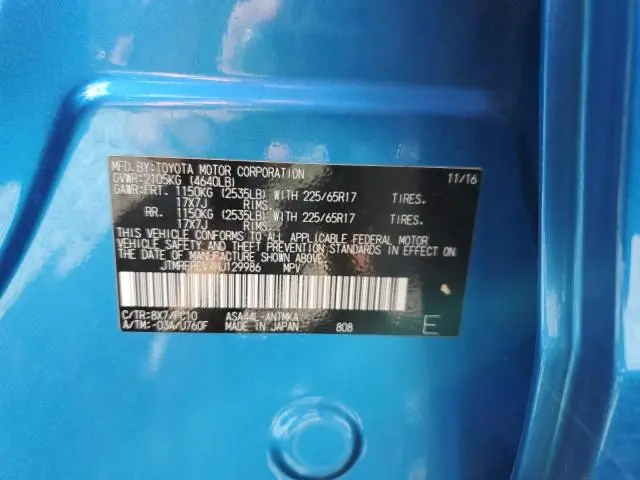 MFD.BY:TOYOTA MOTOR CORPORATION 11/16
GVWR:2105KG (4640LB)
GAWR:FRT. 1150KG (2535LB) WITH 225/65R17 TIRES.
17X7J RIMS.
RR. 1150KG (2535LB) WITH 225/65R17 TIRES.
17X7J RIMS.
THIS VEHICLE CONFORMS TO ALL APPLICABLE FEDERAL MOTOR
VEHICLE SAFETY AND THEFT PREVENTION STANDARDS IN EFFECT ON
THE DATE OF MANUFACTURE SHOWN ABOVE.
MPV
C/TR:8X7/FC10 ASA44L-ANTMKA
A/TM:-03A/U760F MADE IN JAPAN 808 E